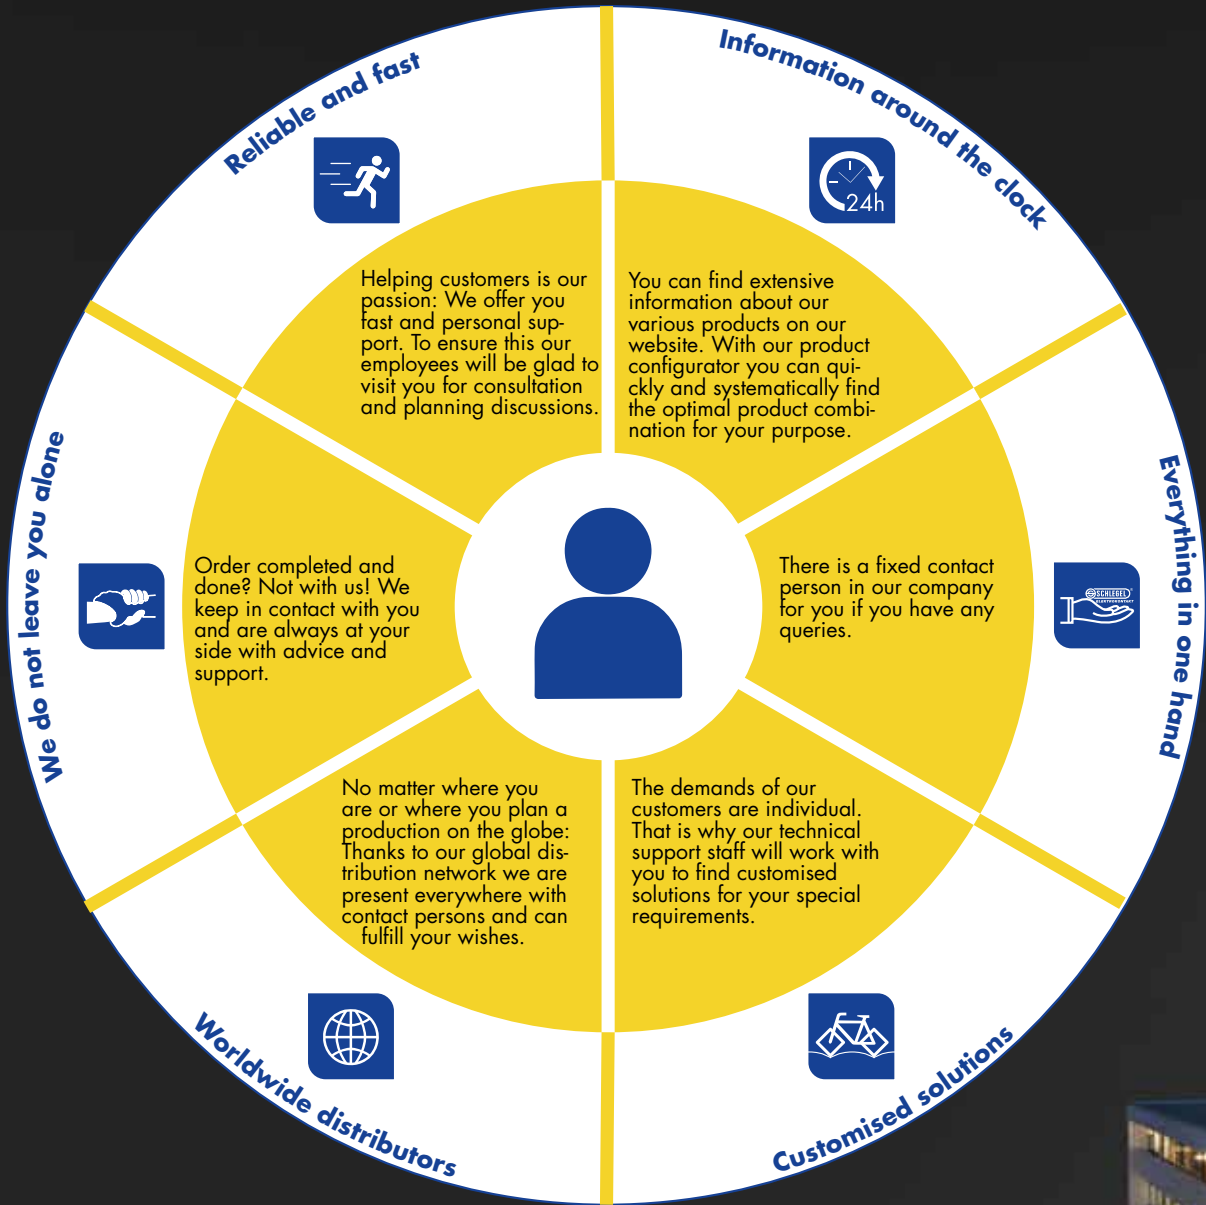 Reliable and fast
Helping customers is our
passion: We offer you
fast and personal sup-
port. To ensure this our
employees will be glad to
visit you for consultation
and planning discussions.
Information around the clock
24h
You can find extensive
information about our
various products on our
website. With our product
configurator you can qui-
ckly and systematically find
the optimal product combi-
nation for your purpose.
Everything in one hand
SCHLEGEL
ELEKTROKONTAKT
There is a fixed contact
person in our company
for you if you have any
queries.
Customised solutions
The demands of our
customers are individual.
That is why our technical
support staff will work with
you to find customised
solutions for your special
requirements.
Worldwide distributors
No matter where you
are or where you plan a
production on the globe:
Thanks to our global dis-
tribution network we are
present everywhere with
contact persons and can
fulfill your wishes.
We do not leave you alone
Order completed and
done? Not with us! We
keep in contact with you
and are always at your
side with advice and
support.